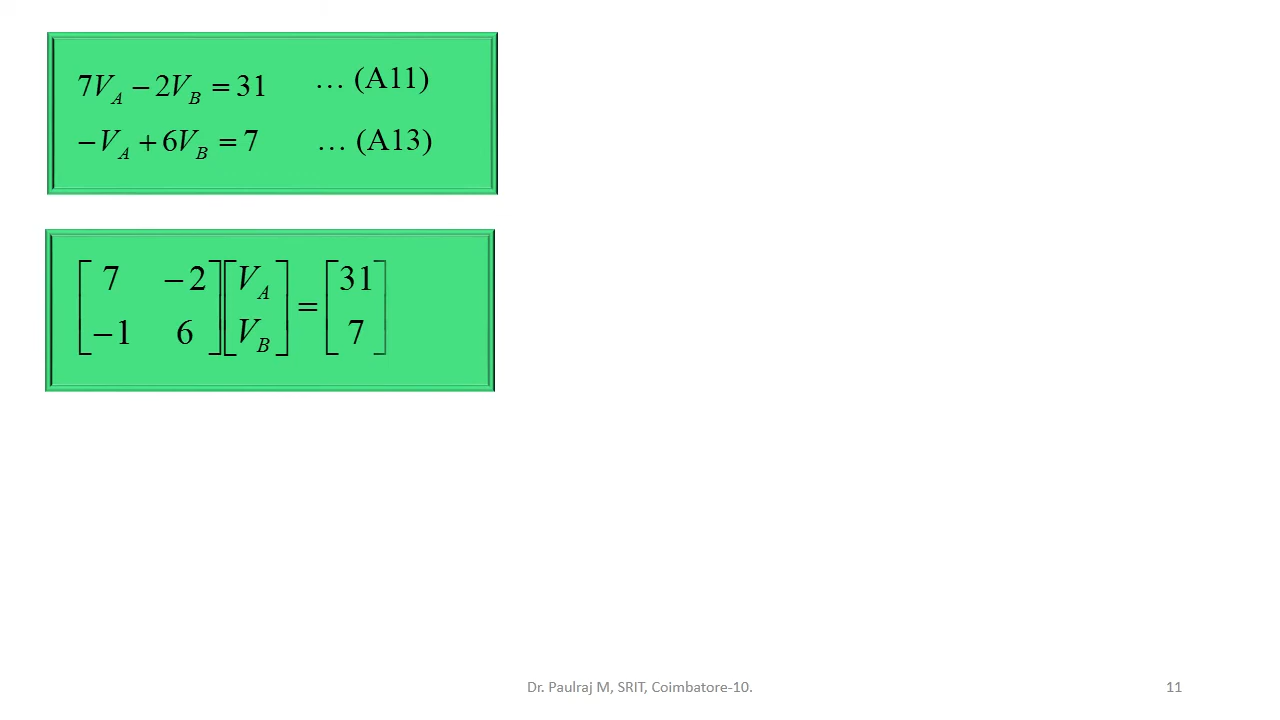 7V_A − 2V_B = 31 … (A11)
−V_A + 6V_B = 7 … (A13)
[7 −2] [V_A] = [31]
[−1 6] [V_B] [7]
Dr. Paulraj M, SRIT, Coimbatore-10. 11